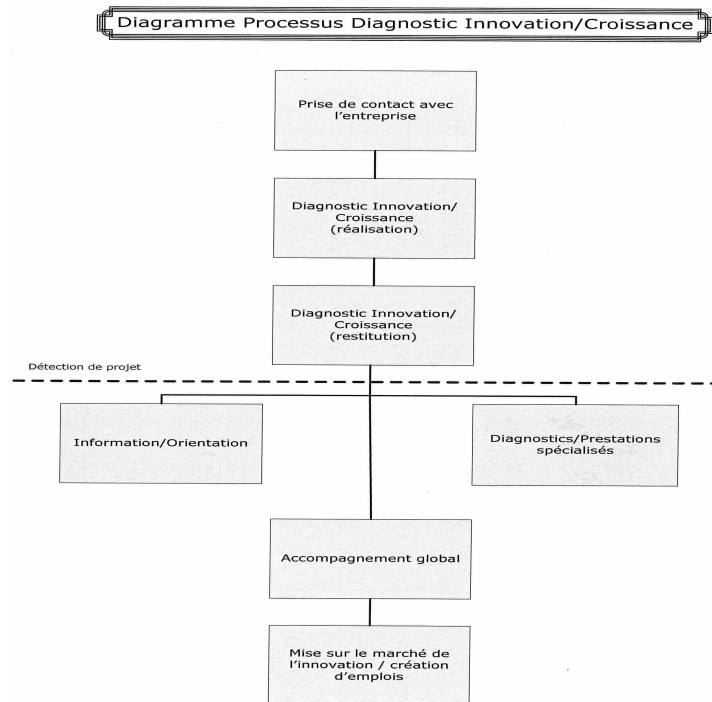 Diagramme Processus Diagnostic Innovation/Croissance
Prise de contact avec
l'entreprise
Diagnostic Innovation/
Croissance
(réalisation)
Diagnostic Innovation/
Croissance
(restitution)
Détection de projet
Information/Orientation
Diagnostics/Prestations
spécialisés
Accompagnement global
Mise sur le marché de
l'innovation / création
d'emplois